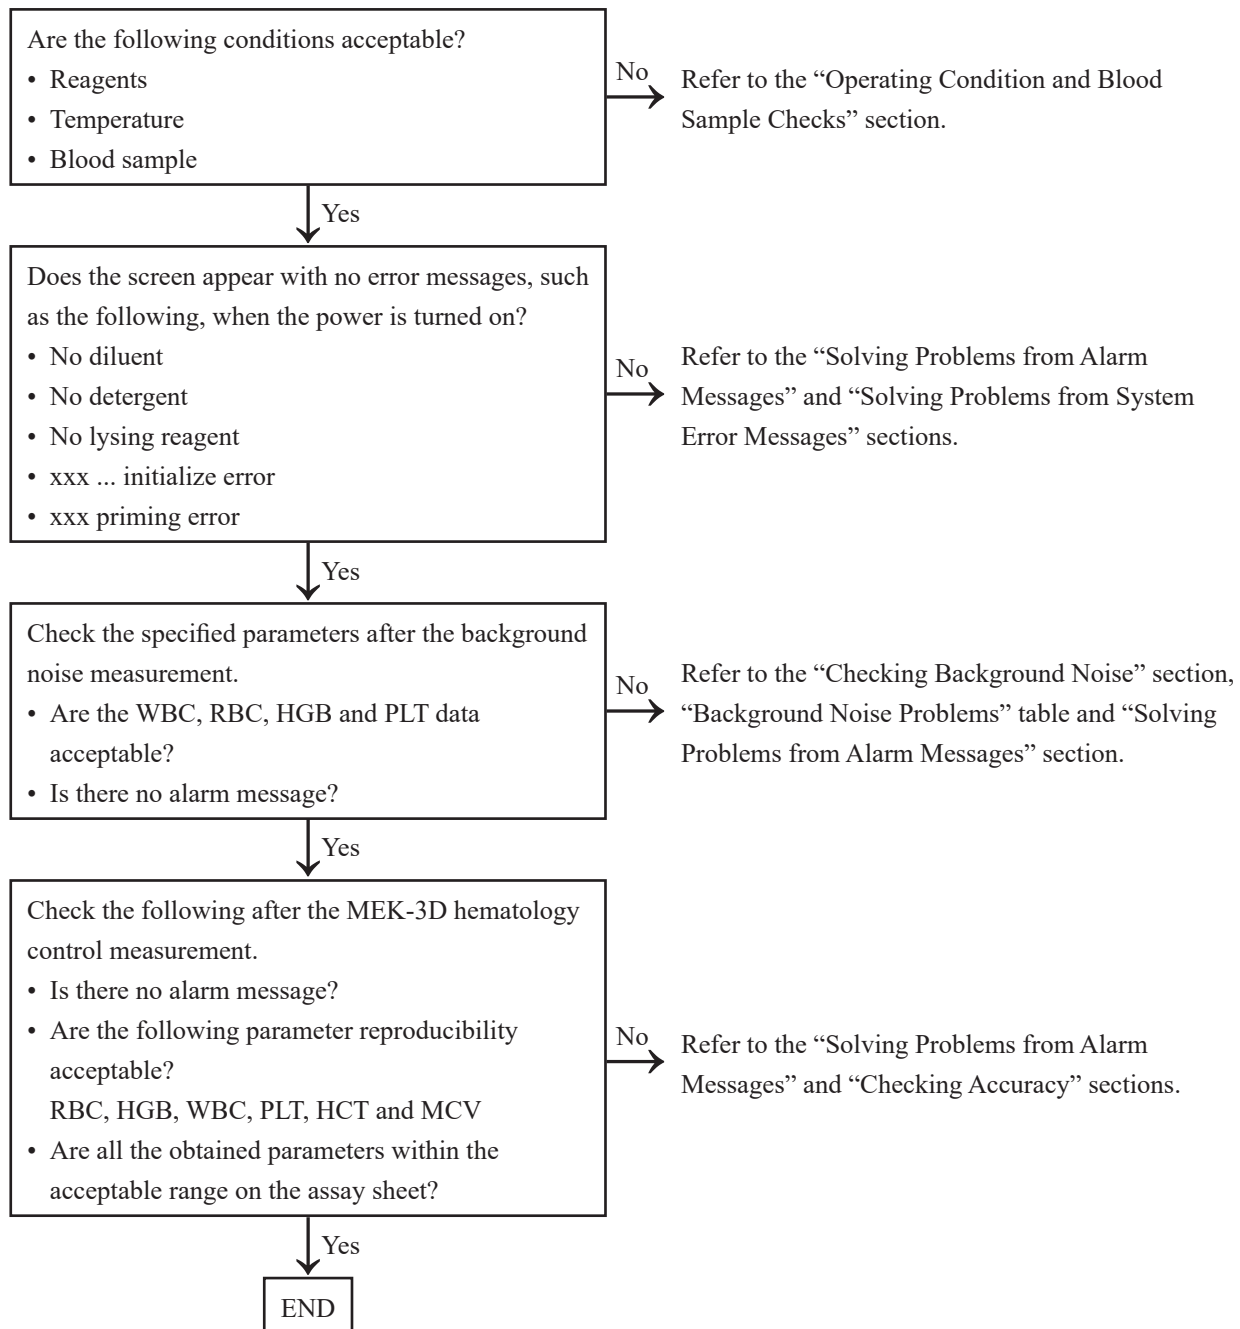 Are the following conditions acceptable?
• Reagents
• Temperature
• Blood sample
No
Refer to the “Operating Condition and Blood
Sample Checks” section.
Yes
Does the screen appear with no error messages, such
as the following, when the power is turned on?
• No diluent
• No detergent
• No lysing reagent
• xxx ... initialize error
• xxx priming error
No
Refer to the “Solving Problems from Alarm
Messages” and “Solving Problems from System
Error Messages” sections.
Yes
Check the specified parameters after the background
noise measurement.
• Are the WBC, RBC, HGB and PLT data
acceptable?
• Is there no alarm message?
No
Refer to the “Checking Background Noise” section,
“Background Noise Problems” table and “Solving
Problems from Alarm Messages” section.
Yes
Check the following after the MEK-3D hematology
control measurement.
• Is there no alarm message?
• Are the following parameter reproducibility
acceptable?
RBC, HGB, WBC, PLT, HCT and MCV
• Are all the obtained parameters within the
acceptable range on the assay sheet?
No
Refer to the “Solving Problems from Alarm
Messages” and “Checking Accuracy” sections.
Yes
END